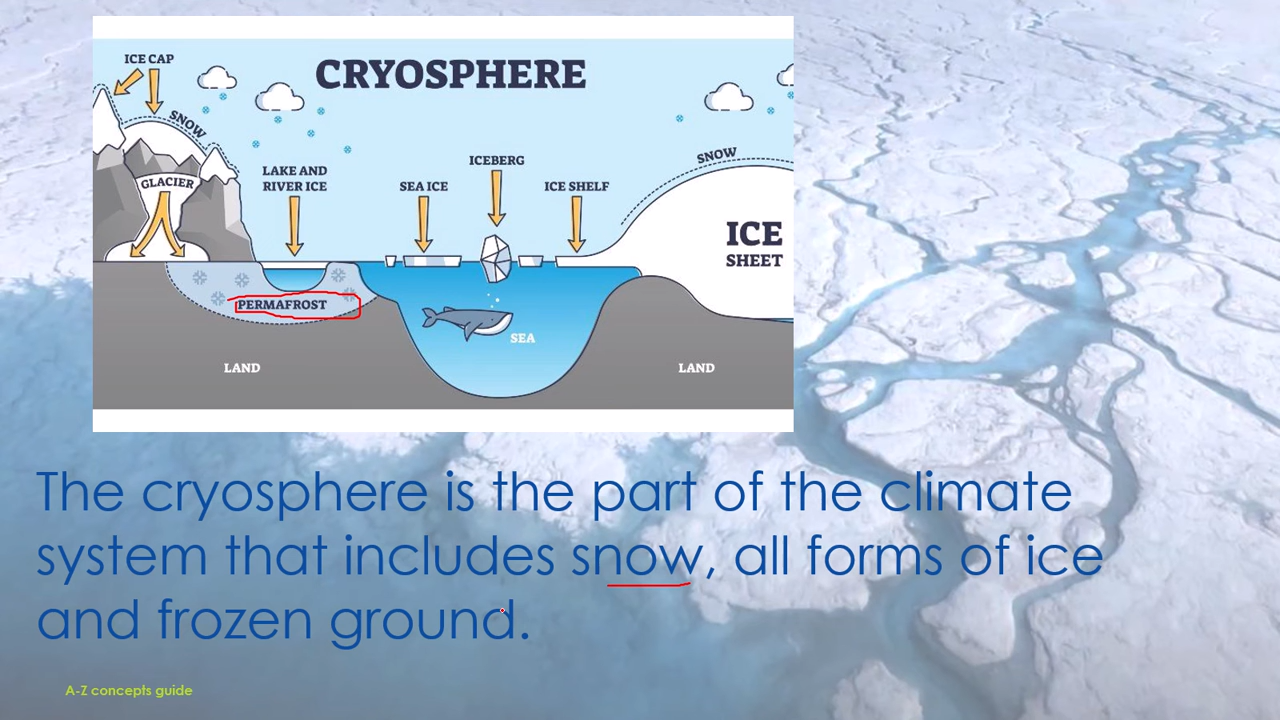 ICE CAP
CRYOSPHERE
SNOW
GLACIER
LAKE AND
RIVER ICE
SEA ICE
ICEBERG
ICE SHELF
SNOW
ICE
SHEET
PERMAFROST
SEA
LAND
LAND
The cryosphere is the part of the climate
system that includes snow, all forms of ice
and frozen ground.
A-Z concepts guide